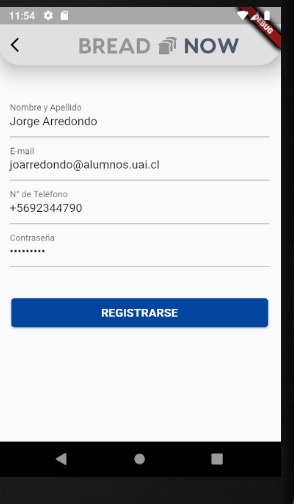 11:54
DEBUG
BREAD NOW
Nombre y Apellido
Jorge Arredondo
E-mail
joarredondo@alumnos.uai.cl
N° de Teléfono
+5692344790
Contraseña
•••••••••
REGISTRARSE